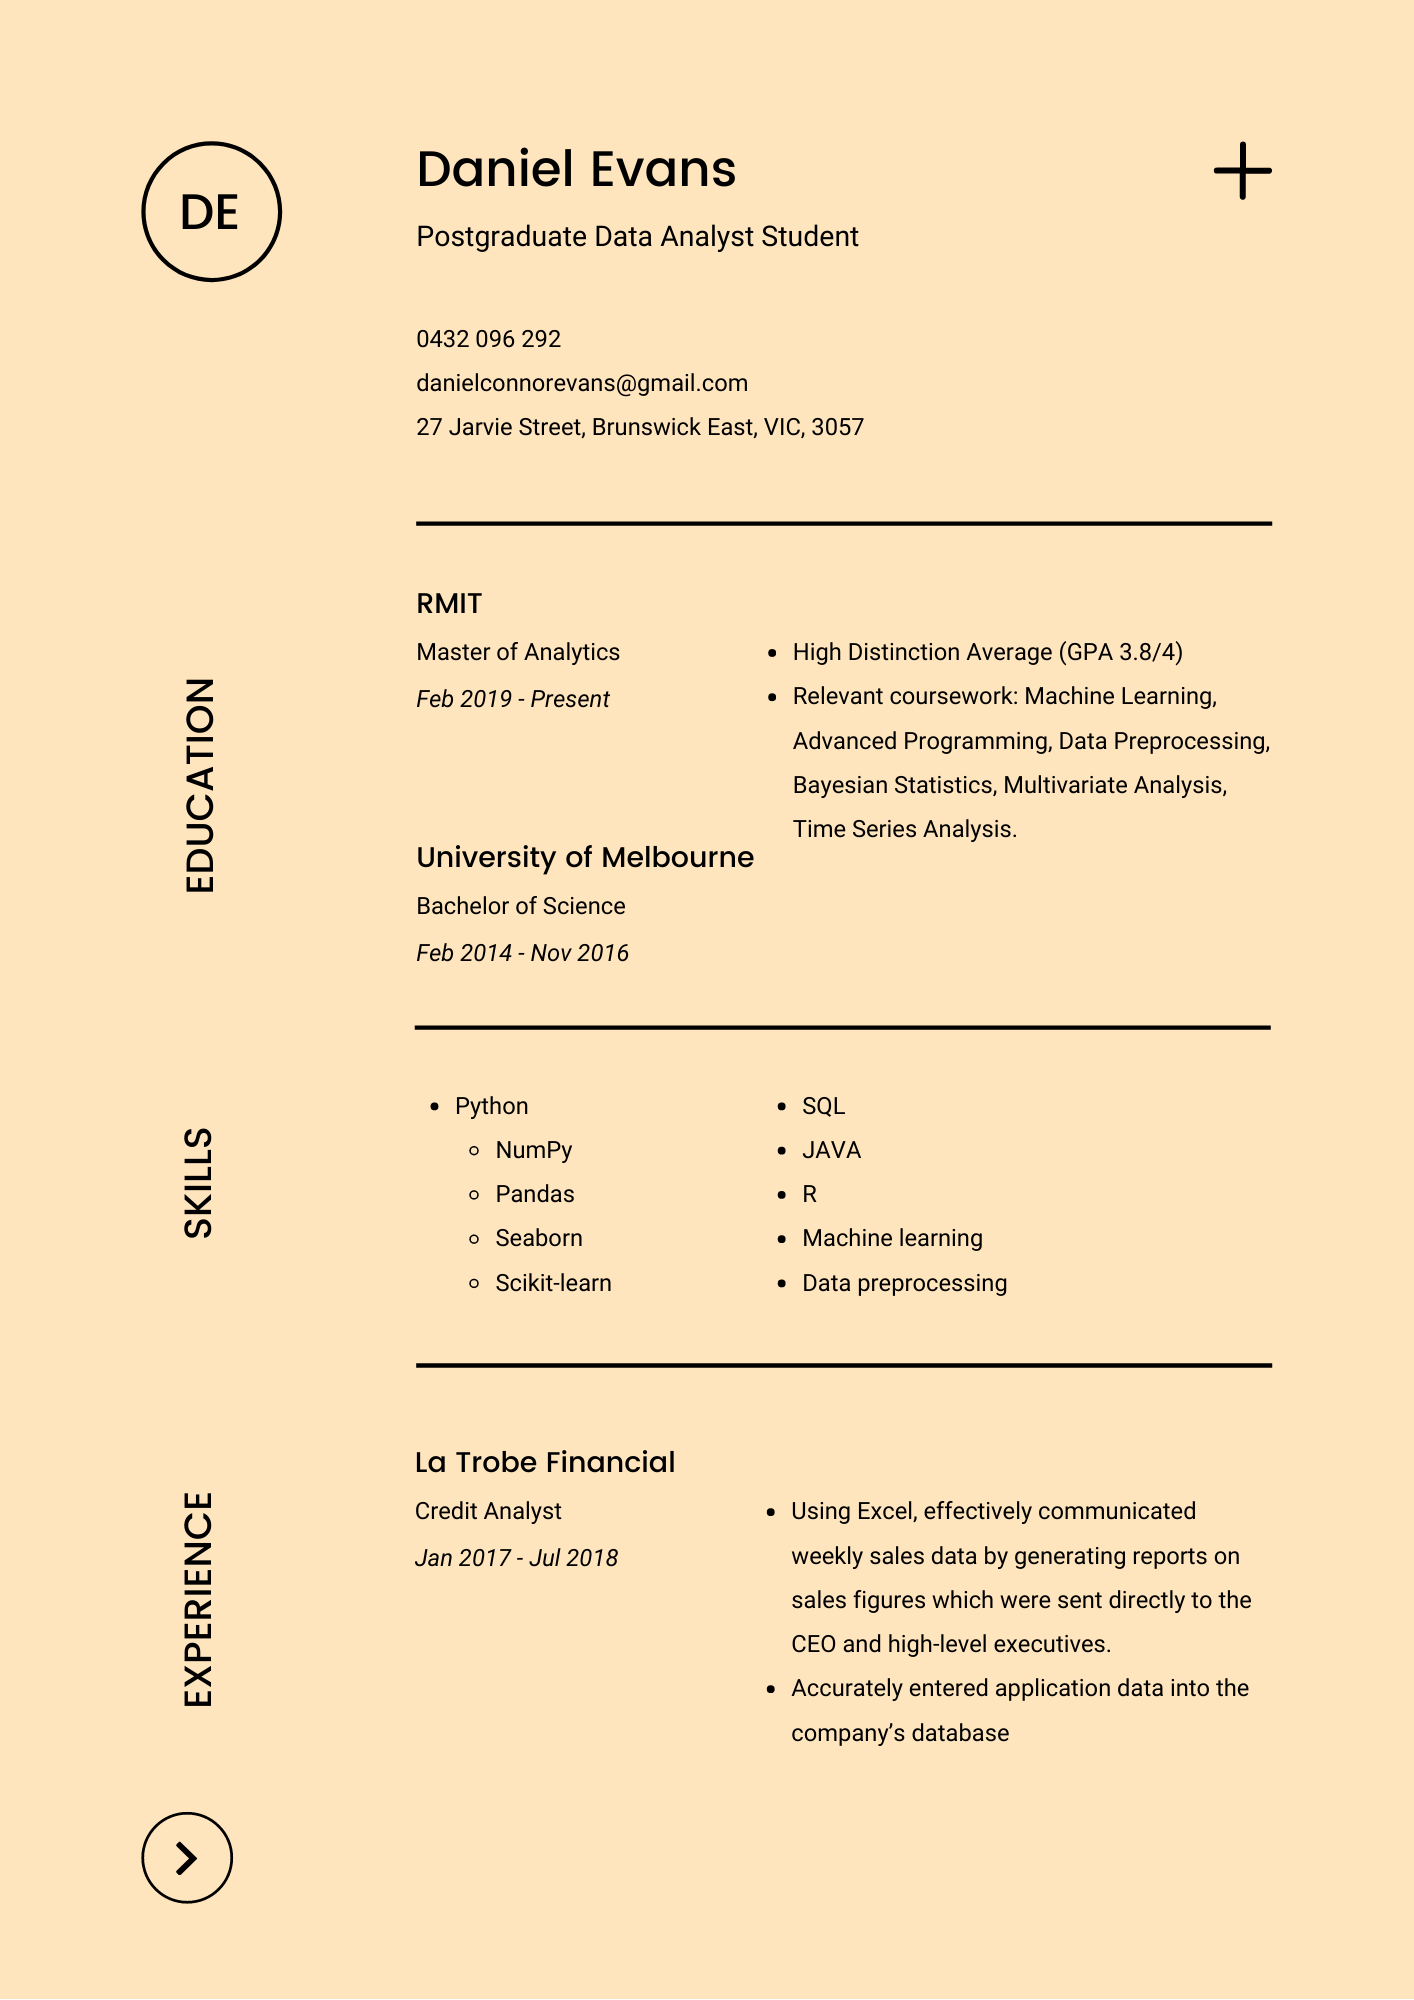 DE
Daniel Evans
Postgraduate Data Analyst Student
0432 096 292
danielconnorevans@gmail.com
27 Jarvie Street, Brunswick East, VIC, 3057
EDUCATION
RMIT
Master of Analytics
Feb 2019 - Present
• High Distinction Average (GPA 3.8/4)
• Relevant coursework: Machine Learning,
Advanced Programming, Data Preprocessing,
Bayesian Statistics, Multivariate Analysis,
Time Series Analysis.
University of Melbourne
Bachelor of Science
Feb 2014 - Nov 2016
SKILLS
• Python
◦ NumPy
◦ Pandas
◦ Seaborn
◦ Scikit-learn
• SQL
• JAVA
• R
• Machine learning
• Data preprocessing
EXPERIENCE
La Trobe Financial
Credit Analyst
Jan 2017 - Jul 2018
• Using Excel, effectively communicated
weekly sales data by generating reports on
sales figures which were sent directly to the
CEO and high-level executives.
• Accurately entered application data into the
company’s database